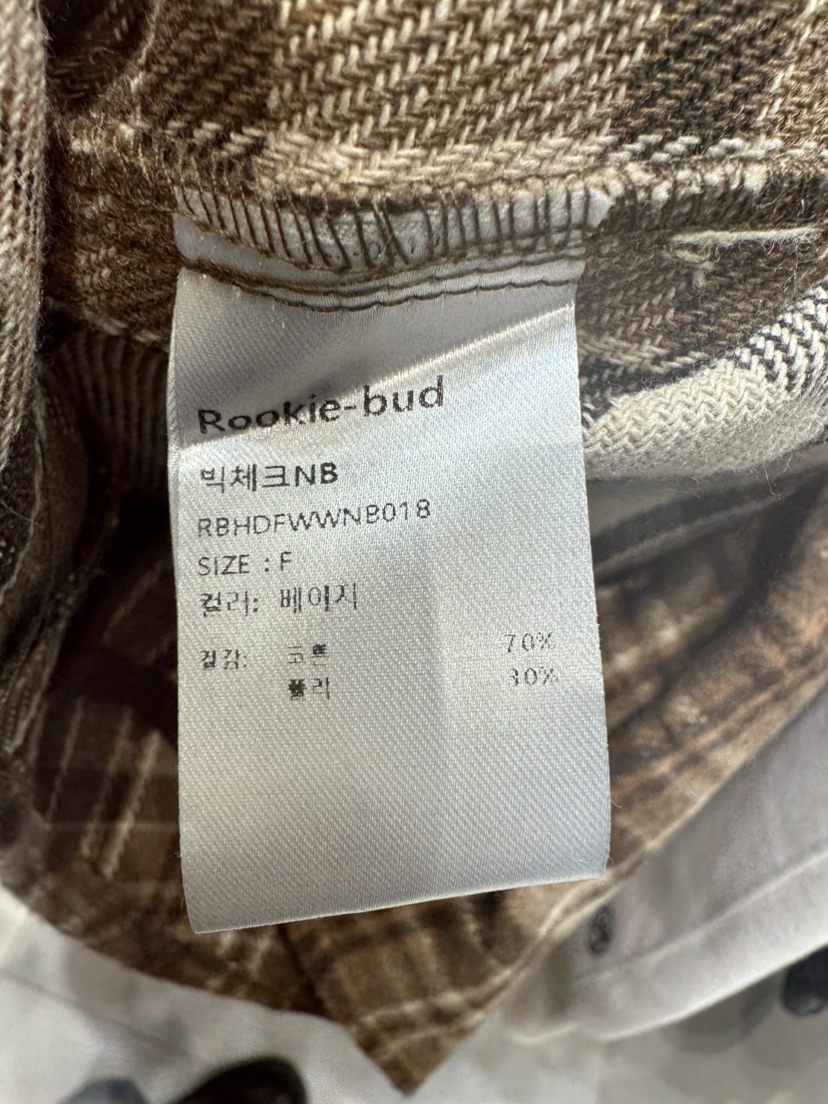 Rookie-bud
빅체크NB
RBHDFWWNB018
SIZE : F
컬러: 베이지
겉감: 코튼 70%
폴리 30%